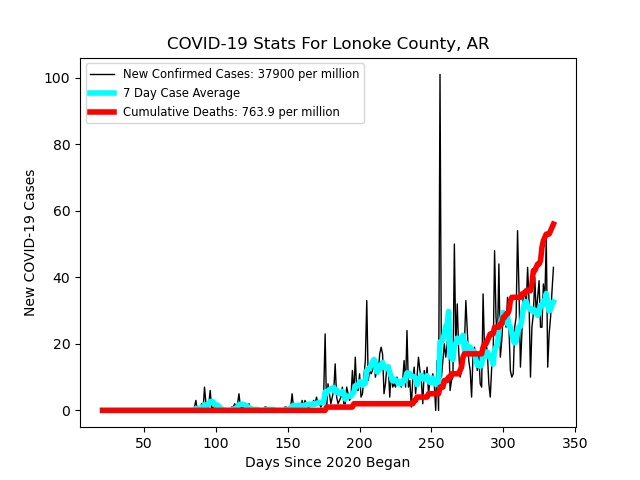 COVID-19 Stats For Lonoke County, AR
New Confirmed Cases: 37900 per million
7 Day Case Average
Cumulative Deaths: 763.9 per million
100
80
60
40
20
0
New COVID-19 Cases
50 100 150 200 250 300 350
Days Since 2020 Began